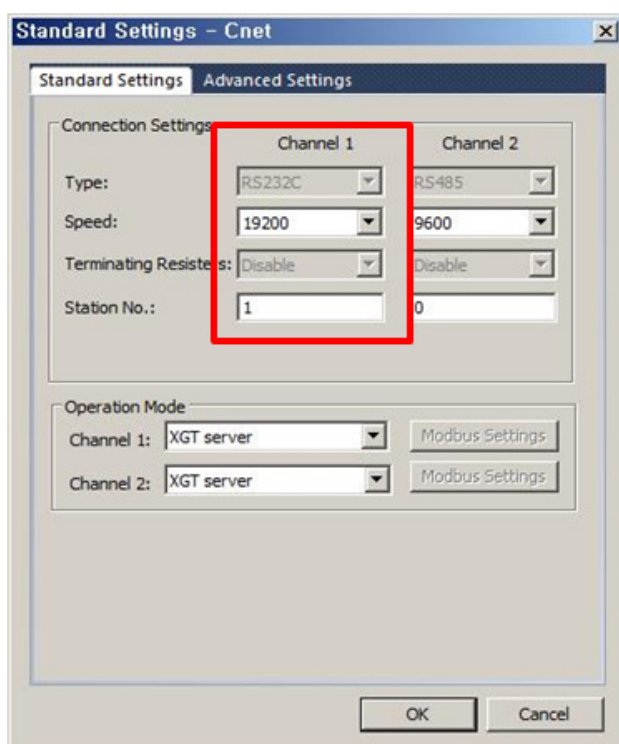 Standard Settings – Cnet
Standard Settings Advanced Settings
Connection Settings
Channel 1 Channel 2
Type: RS232C RS485
Speed: 19200 9600
Terminating Resisters: Disable Disable
Station No.: 1 0
Operation Mode
Channel 1: XGT server Modbus Settings
Channel 2: XGT server Modbus Settings
OK Cancel